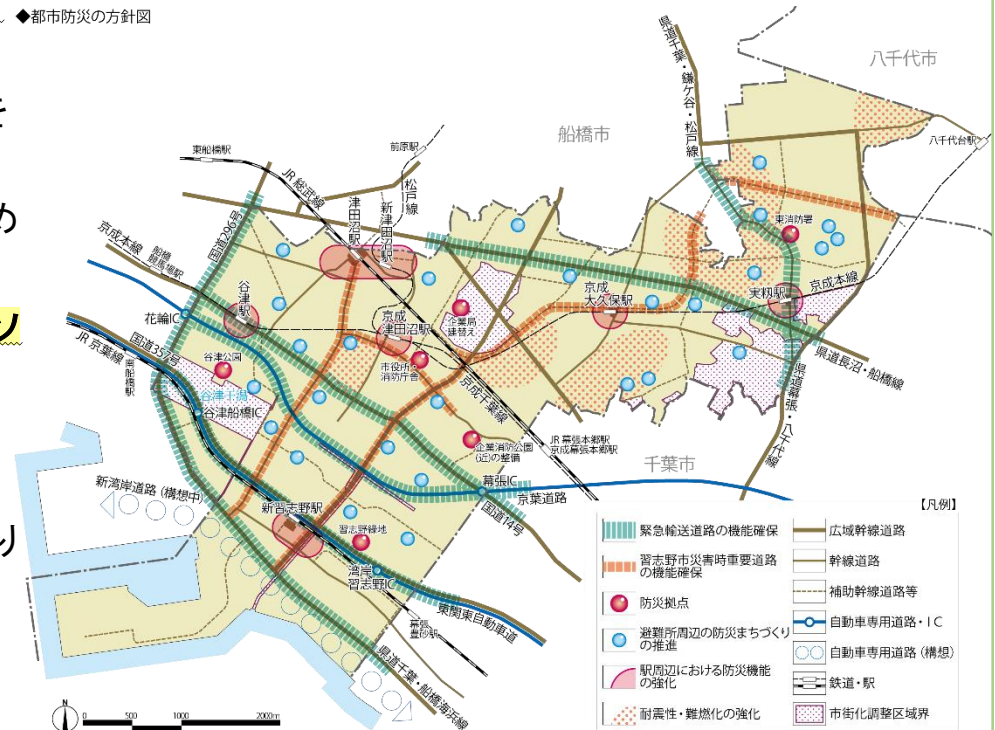 ◆都市防災の方針図
め
ソ
り
八千代市
船橋市
千葉市
県道千葉・鎌ケ谷・松戸線
八千代台駅
東船橋駅
前原駅
JR 総武線
松戸線
津田沼駅
新津田沼駅
国道296号
京成本線
船橋競馬場駅
谷津駅
花輪IC
京成津田沼駅
企業局
建替え
京成
大久保駅
東消防署
実籾駅
京成本線
県道長沼・船橋線
県道幕張・八千代線
国道357号
JR 京葉線
南船橋駅
谷津公園
谷津干潟
谷津船橋IC
市役所・
消防庁舎
京成千葉線
企業消防公園
(近)の整備
JR 幕張本郷駅
京成幕張本郷駅
幕張IC
京葉道路
国道14号
新湾岸道路(構想中)
新習志野駅
習志野緑地
湾岸
習志野IC
東関東自動車道
幕張
豊砂駅
県道千葉・船橋海浜線
N
0 500 1000 2000m
【凡例】
緊急輸送道路の機能確保
習志野市災害時重要道路
の機能確保
防災拠点
避難所周辺の防災まちづくり
の推進
駅周辺における防災機能
の強化
耐震性・難燃化の強化
広域幹線道路
幹線道路
補助幹線道路等
自動車専用道路・IC
自動車専用道路(構想)
鉄道・駅
市街化調整区域界